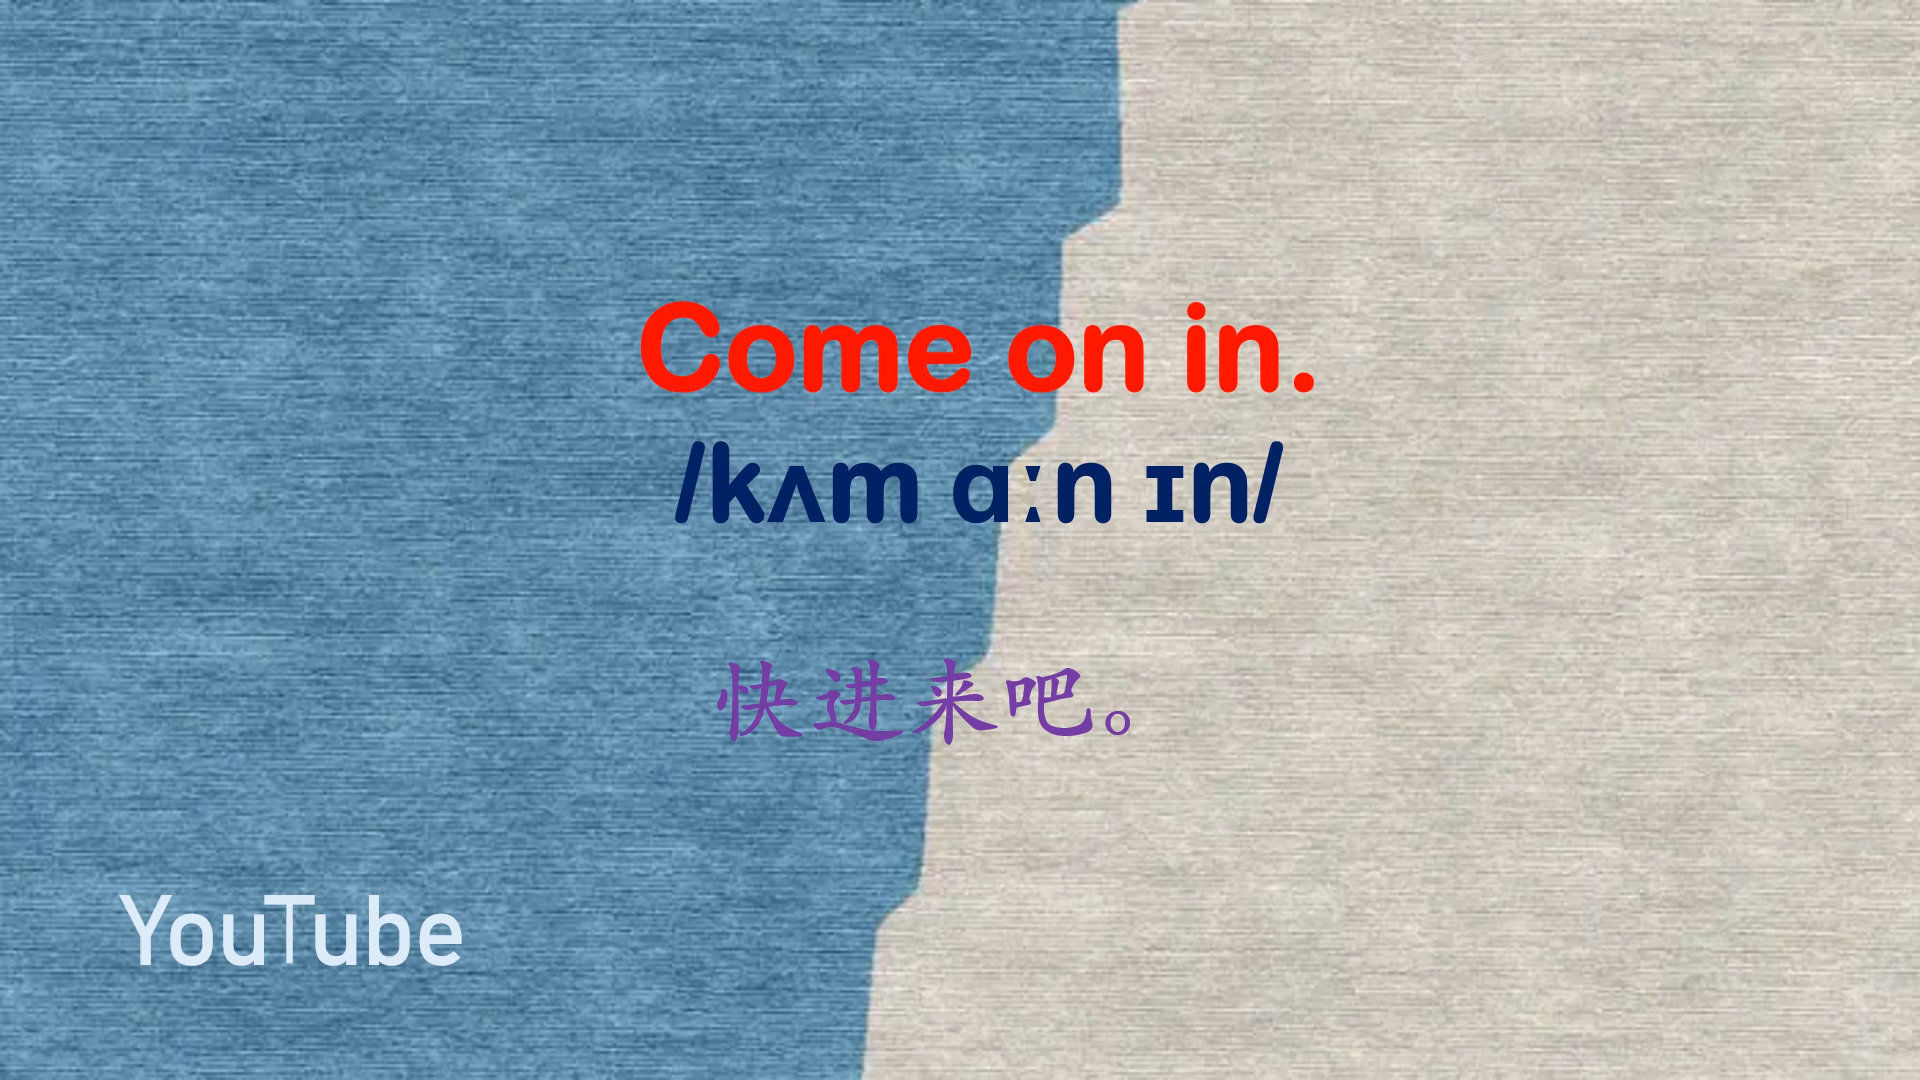 Come on in.
/kʌm ɑːn ɪn/
快进来吧。
YouTube